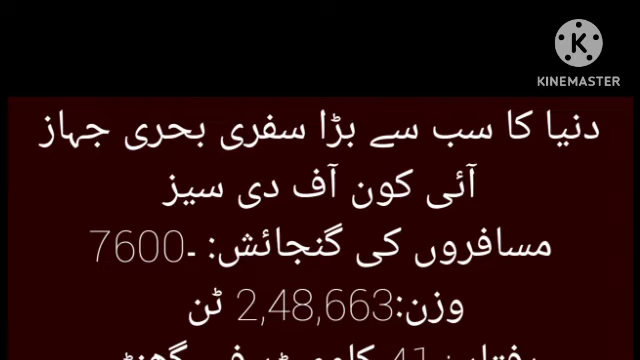 KINEMASTER
دنیا کا سب سے بڑا سفری بحری جہاز
آئی کون آف دی سیز
مسافروں کی گنجائش: ۔7600
وزن:2,48,663 ٹن